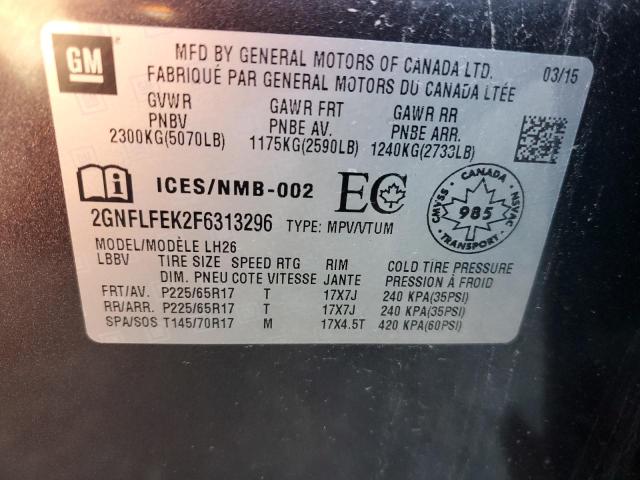 GM
MFD BY GENERAL MOTORS OF CANADA LTD. 03/15
FABRIQUÉ PAR GENERAL MOTORS DU CANADA LTÉE
GVWR GAWR FRT GAWR RR
PNBV PNBE AV. PNBE ARR.
2300KG(5070LB) 1175KG(2590LB) 1240KG(2733LB)
ICES/NMB-002 EC
2GNFLFEK2F6313296 TYPE: MPV/VTUM
CMVSS NSVAC 985 TRANSPORT
MODEL/MODÈLE LH26
LBBV TIRE SIZE SPEED RTG RIM COLD TIRE PRESSURE
DIM. PNEU COTE VITESSE JANTE PRESSION À FROID
FRT/AV. P225/65R17 T 17X7J 240 KPA(35PSI)
RR/ARR. P225/65R17 T 17X7J 240 KPA(35PSI)
SPA/SOS T145/70R17 M 17X4.5T 420 KPA(60PSI)